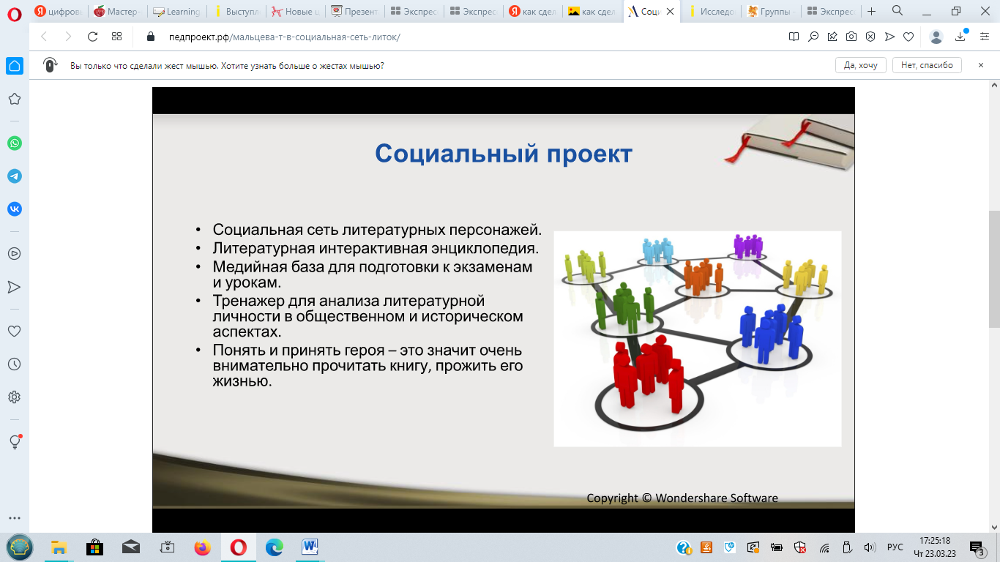 цифровы
Мастер-
Learning
Выступл
Новые ц
Презент
Экспрес
Экспрес
как сдел
как сдел
Соци
Исследо
Группы -
Экспрес
педпроект.рф/мальцева-т-в-социальная-сеть-литок/
Вы только что сделали жест мышью. Хотите узнать больше о жестах мышью?
Да, хочу
Нет, спасибо
Социальный проект
• Социальная сеть литературных персонажей.
• Литературная интерактивная энциклопедия.
• Медийная база для подготовки к экзаменам
и урокам.
• Тренажер для анализа литературной
личности в общественном и историческом
аспектах.
• Понять и принять героя – это значит очень
внимательно прочитать книгу, прожить его
жизнью.
Copyright © Wondershare Software
РУС
17:25:18
Чт 23.03.23
3